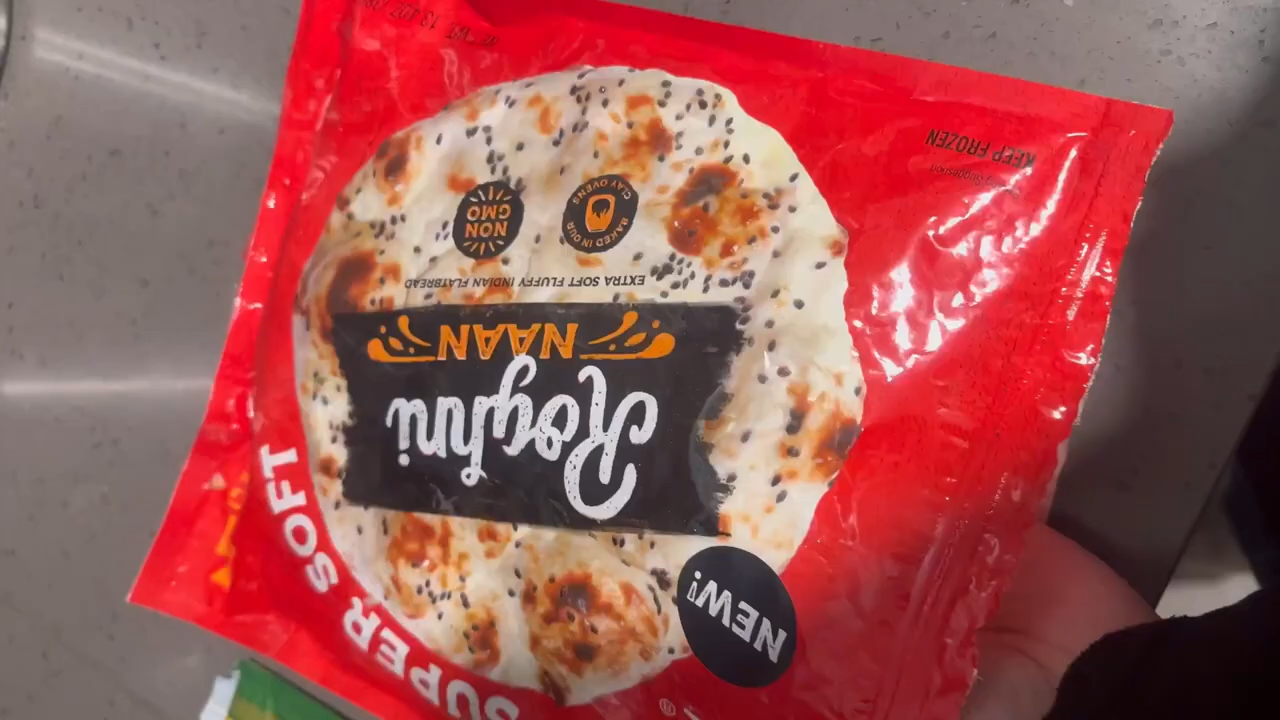 SUPER SOFT
NEW!
Roghni
NAAN
EXTRA SOFT FLUFFY INDIAN FLATBREAD
BAKED IN OUR
CLAY OVENS
NON
GMO
KEEP FROZEN
Suggestion